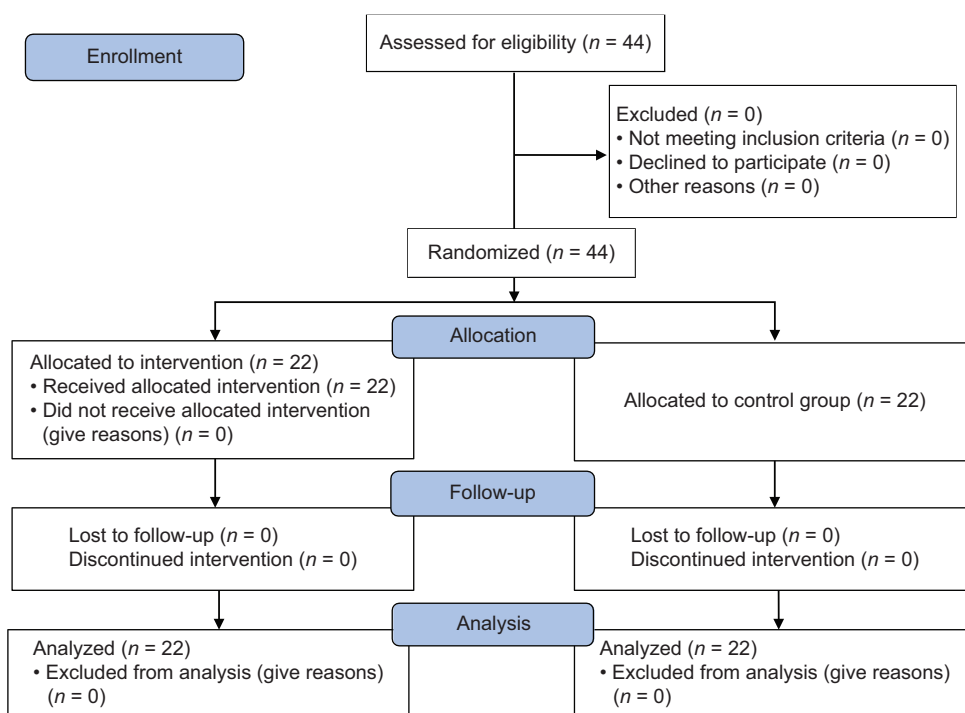 Enrollment
Assessed for eligibility (n = 44)
Excluded (n = 0)
• Not meeting inclusion criteria (n = 0)
• Declined to participate (n = 0)
• Other reasons (n = 0)
Randomized (n = 44)
Allocation
Allocated to intervention (n = 22)
• Received allocated intervention (n = 22)
• Did not receive allocated intervention
(give reasons) (n = 0)
Allocated to control group (n = 22)
Follow-up
Lost to follow-up (n = 0)
Discontinued intervention (n = 0)
Lost to follow-up (n = 0)
Discontinued intervention (n = 0)
Analysis
Analyzed (n = 22)
• Excluded from analysis (give reasons)
(n = 0)
Analyzed (n = 22)
• Excluded from analysis (give reasons)
(n = 0)